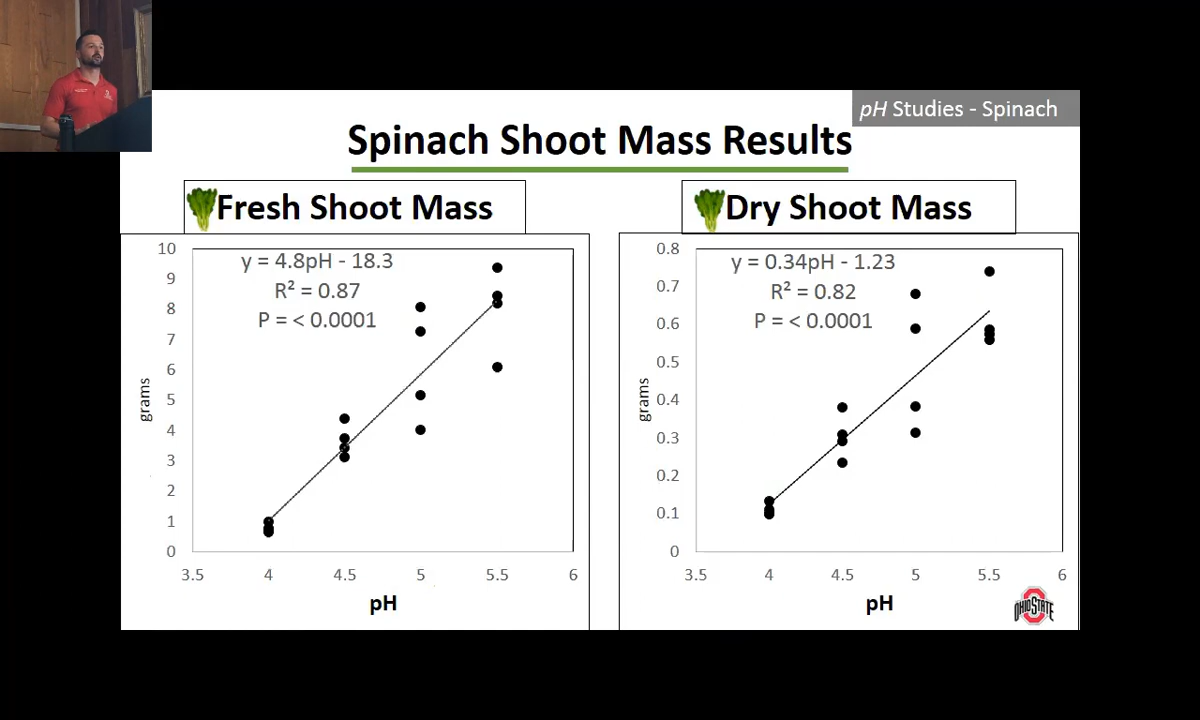 pH Studies - Spinach
Spinach Shoot Mass Results
Fresh Shoot Mass
y = 4.8pH - 18.3
R² = 0.87
P = < 0.0001
10
9
8
7
6
5
4
3
2
1
0
grams
3.5 4 4.5 5 5.5 6
pH
Dry Shoot Mass
y = 0.34pH - 1.23
R² = 0.82
P = < 0.0001
0.8
0.7
0.6
0.5
0.4
0.3
0.2
0.1
0
grams
3.5 4 4.5 5 5.5 6
pH
OHIO STATE